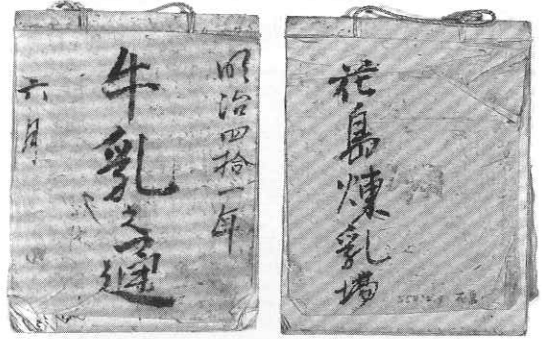 明治四拾一年
牛乳之通
六月
花島煉乳場